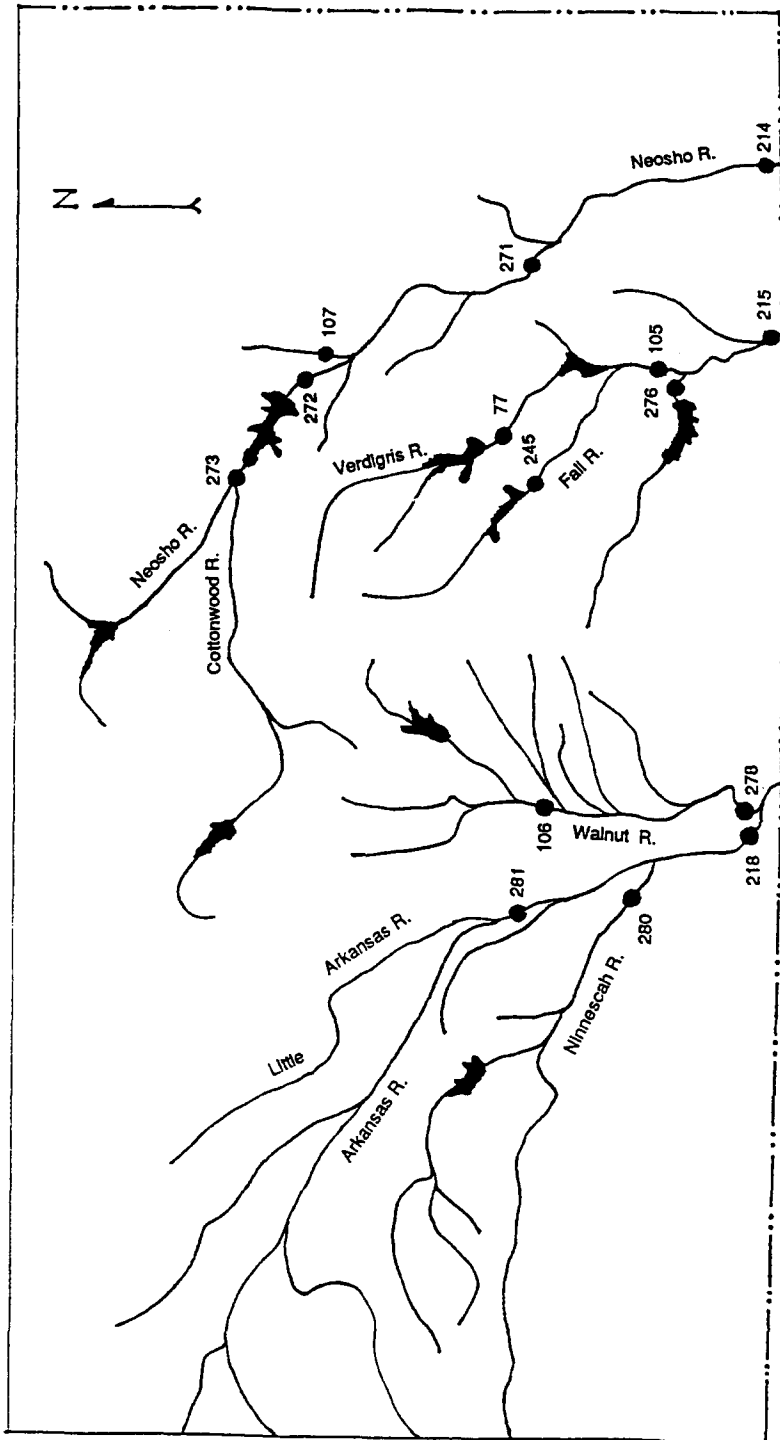 N
Neosho R.
214
271
107
272
273
Neosho R.
Cottonwood R.
Verdigris R.
77
245
Fall R.
105
276
215
106
Walnut R.
278
218
281
280
Little
Arkansas R.
Arkansas R.
Ninnescah R.